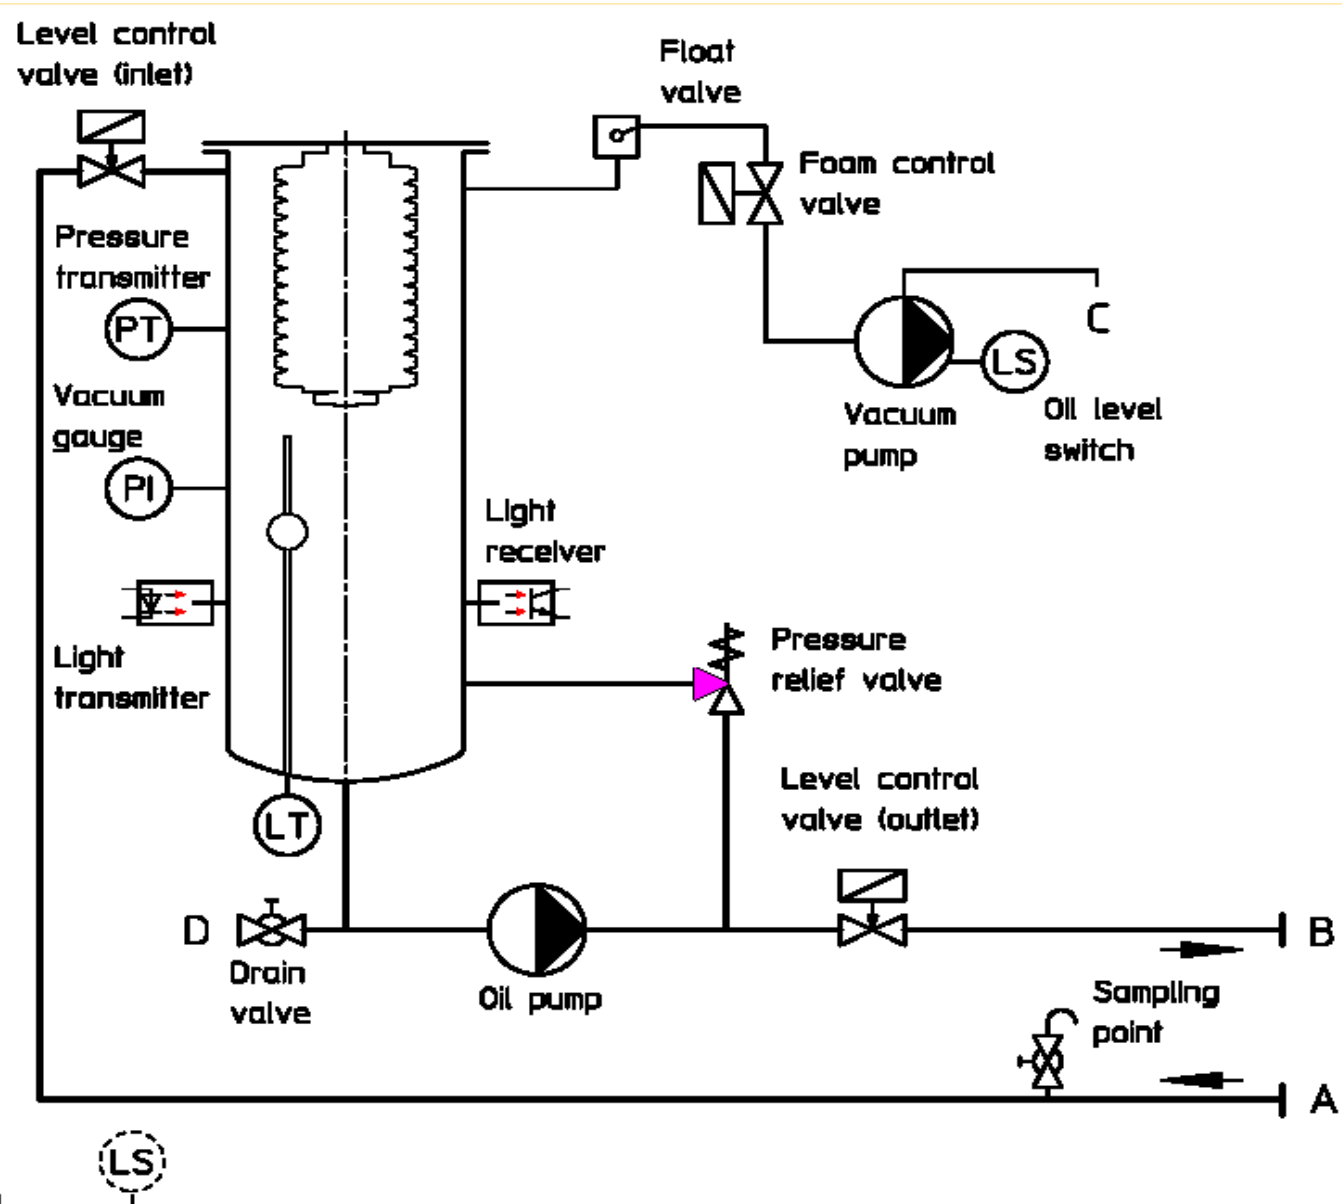 Level control
valve (inlet)
Float
valve
Foam control
valve
Pressure
transmitter
PT
C
LS
Vacuum
gauge
Vacuum
pump
Oil level
switch
PI
Light
receiver
Light
transmitter
Pressure
relief valve
Level control
valve (outlet)
LT
D
B
Drain
valve
Oil pump
Sampling
point
A
LS